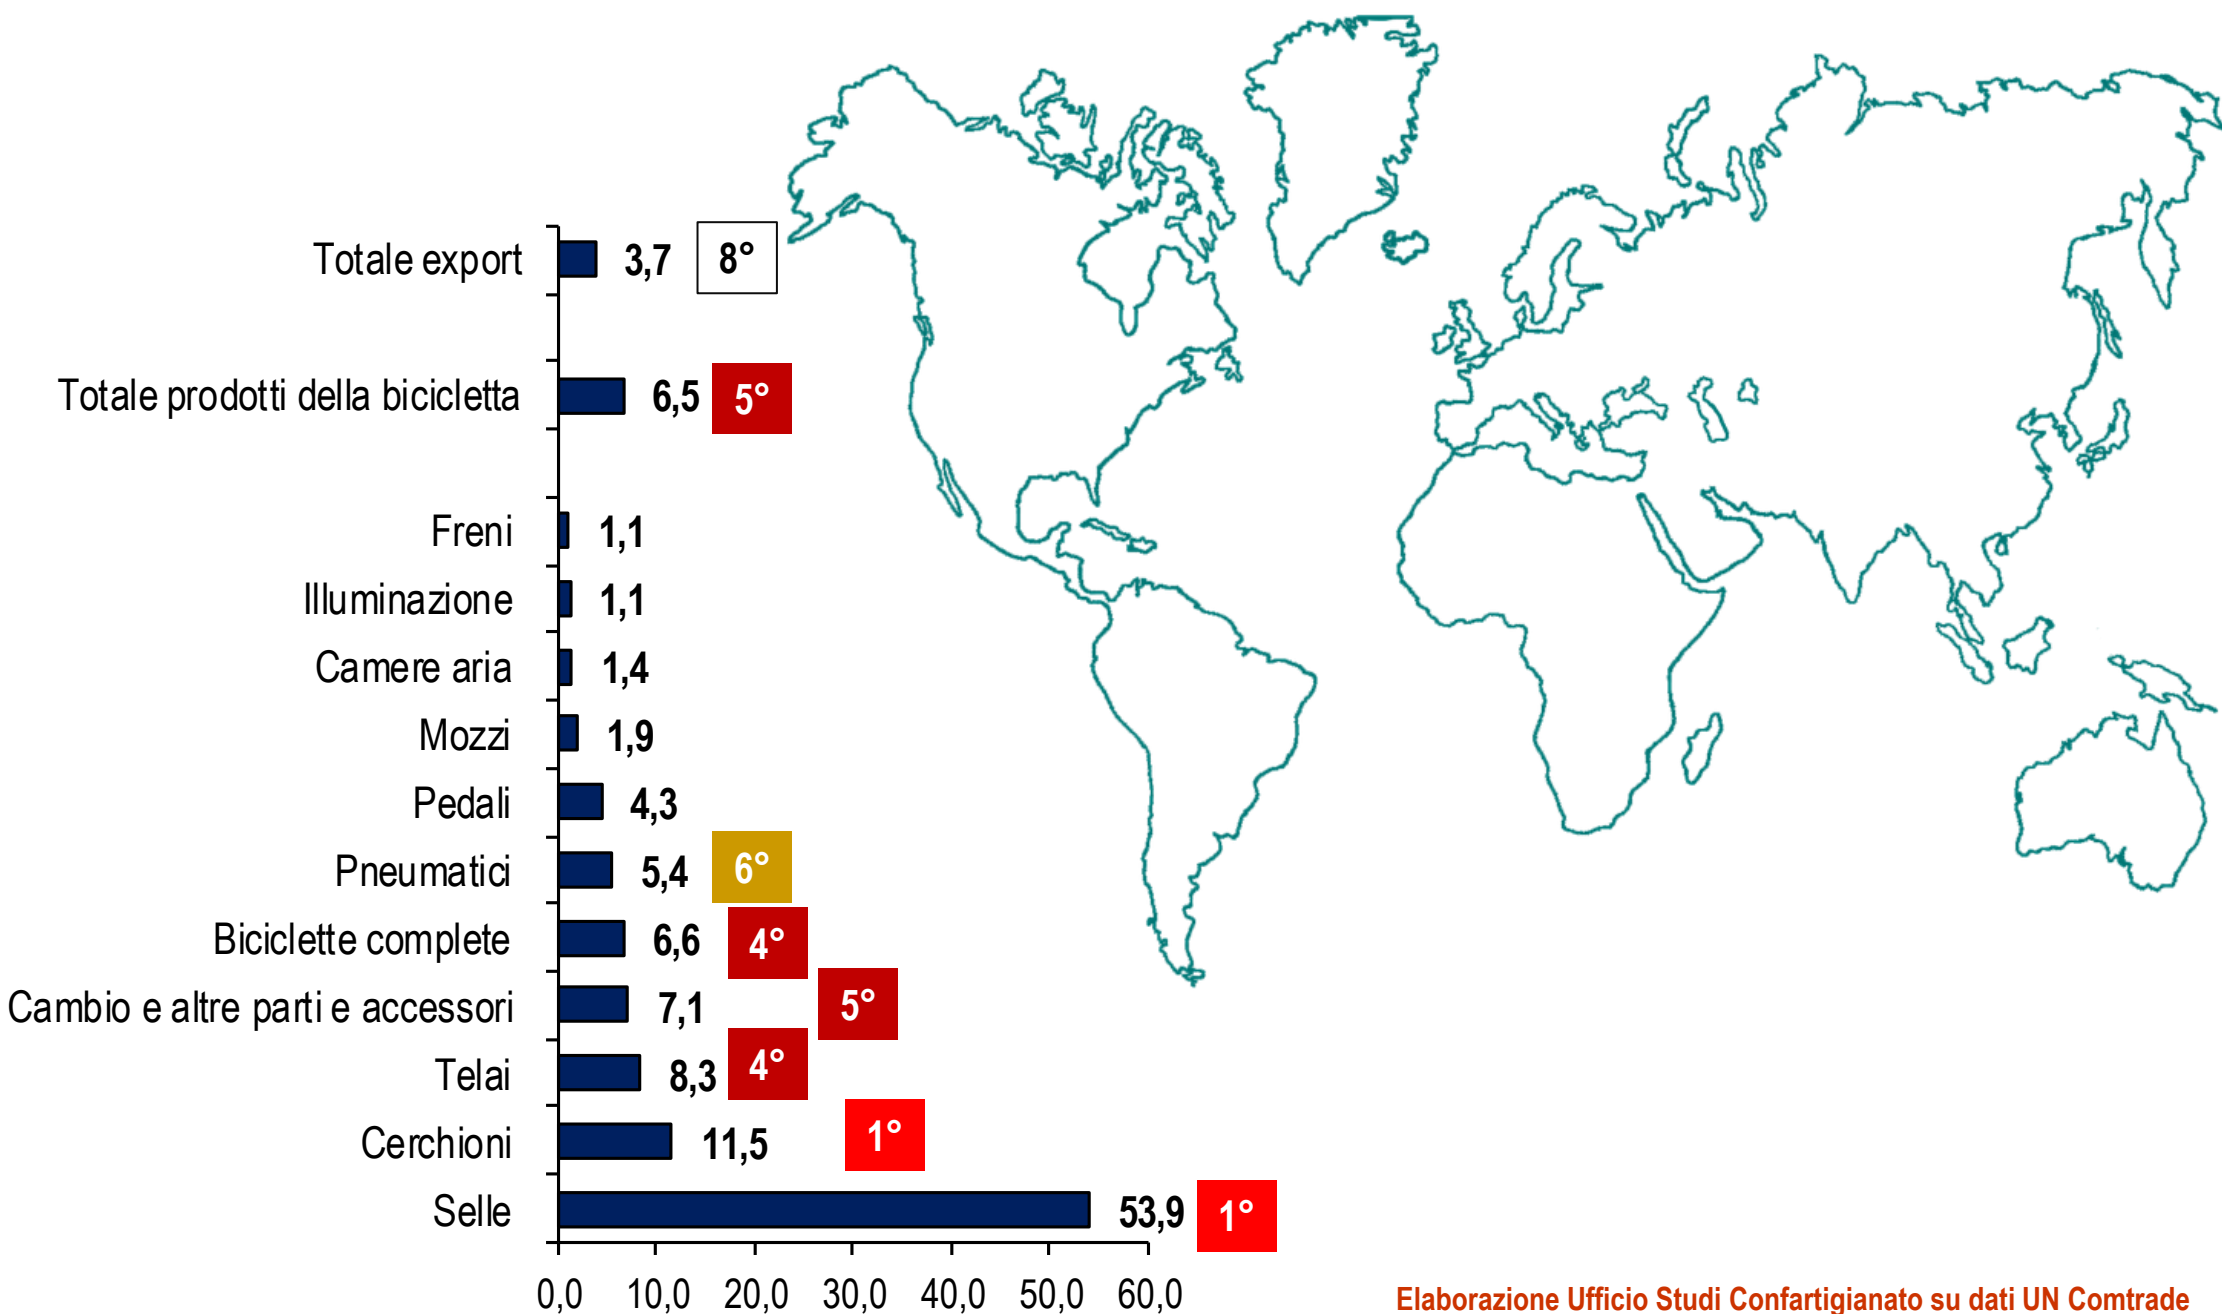 Totale export 3,7 8°
Totale prodotti della bicicletta 6,5 5°
Freni 1,1
Illuminazione 1,1
Camere aria 1,4
Mozzi 1,9
Pedali 4,3
Pneumatici 5,4 6°
Biciclette complete 6,6 4°
Cambio e altre parti e accessori 7,1 5°
Telai 8,3 4°
Cerchioni 11,5 1°
Selle 53,9 1°
0,0 10,0 20,0 30,0 40,0 50,0 60,0
Elaborazione Ufficio Studi Confartigianato su dati UN Comtrade